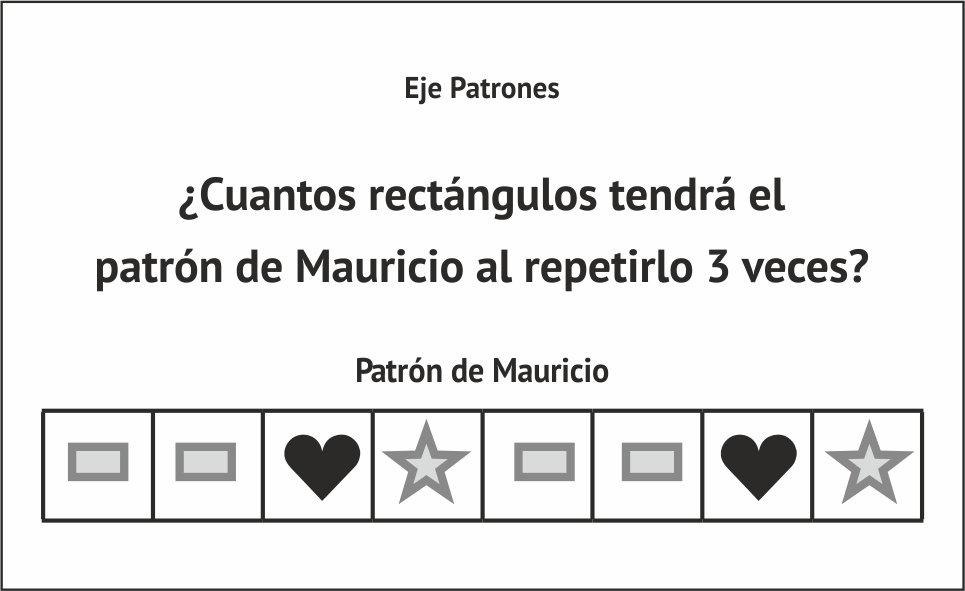 Eje Patrones
¿Cuantos rectángulos tendrá el
patrón de Mauricio al repetirlo 3 veces?
Patrón de Mauricio